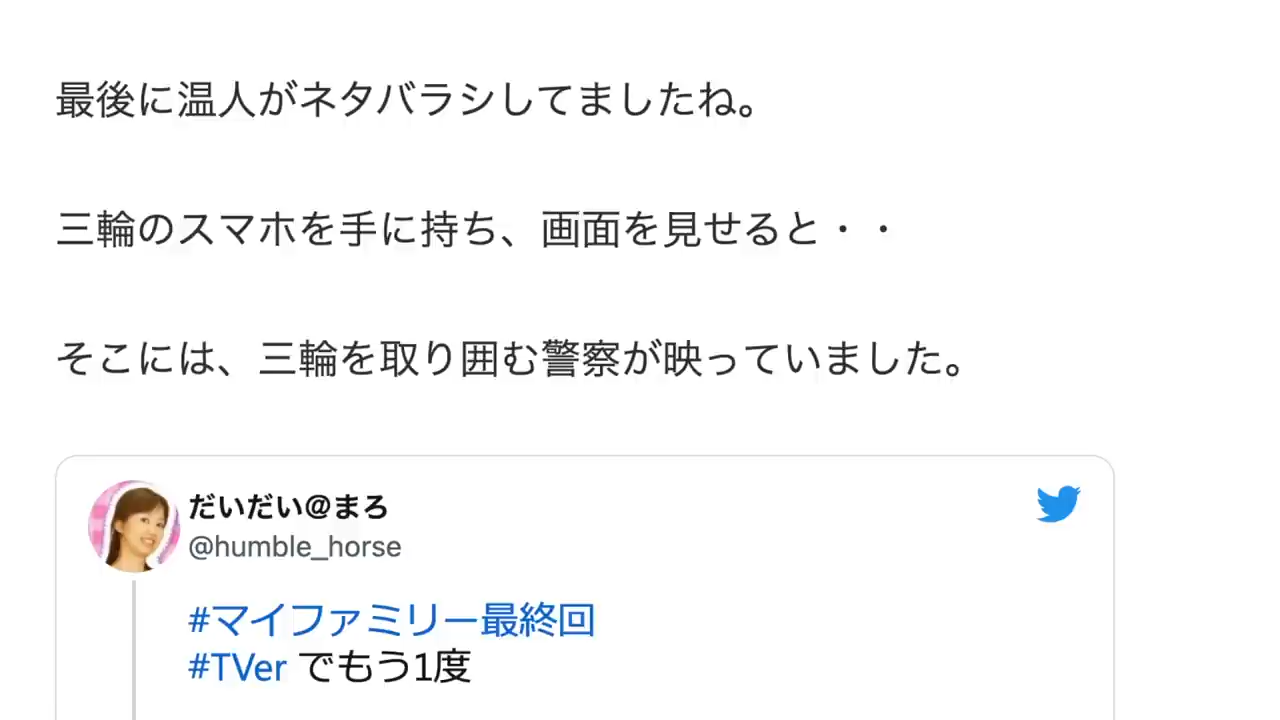 最後に温人がネタバラシしてましたね。
三輪のスマホを手に持ち、画面を見せると・・
そこには、三輪を取り囲む警察が映っていました。
だいだい@まろ
@humble_horse
#マイファミリー最終回
#TVer でもう1度